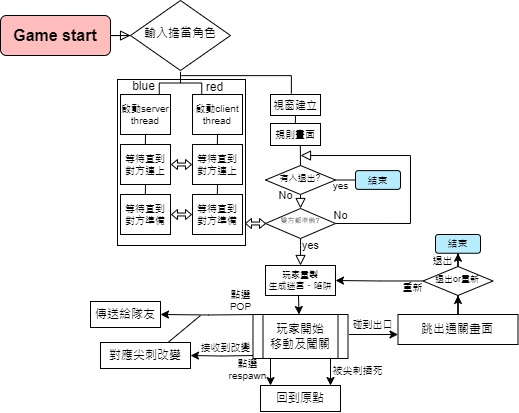 Game start
輸入擔當角色
blue
red
啟動server
thread
啟動client
thread
視窗建立
規則畫面
等待直到
對方連上
等待直到
對方連上
有人退出?
yes
結束
No
等待直到
對方準備
等待直到
對方準備
雙方都準備?
No
yes
結束
退出
玩家重製
生成迷宮、陷阱
重新
退出or重新
點選
POP
傳送給隊友
玩家開始
移動及闖關
碰到出口
跳出通關畫面
對應尖刺改變
接收到改變
點選
respawn
被尖刺插死
回到原點